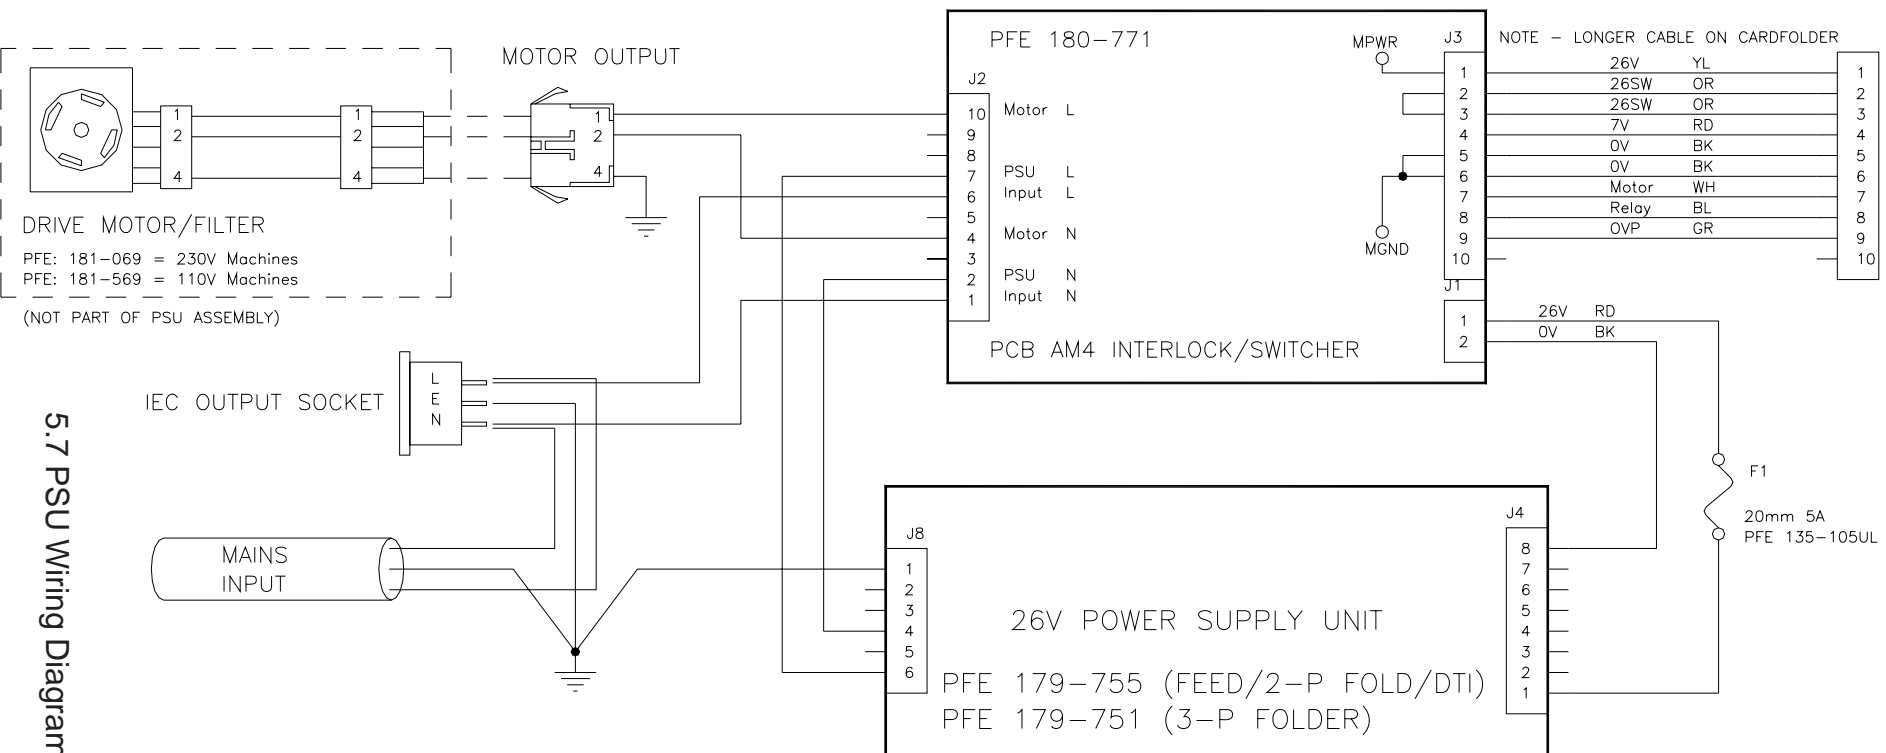 5.7 PSU Wiring Diagram
MOTOR OUTPUT
1
2
4
1
2
4
1
2
4
DRIVE MOTOR/FILTER
PFE: 181-069 = 230V Machines
PFE: 181-569 = 110V Machines
(NOT PART OF PSU ASSEMBLY)
IEC OUTPUT SOCKET
L
E
N
MAINS
INPUT
PFE 180-771
J2
10 Motor L
9
8
7 PSU L
6 Input L
5
4 Motor N
3
2 PSU N
1 Input N
PCB AM4 INTERLOCK/SWITCHER
MPWR
MGND
J3
NOTE - LONGER CABLE ON CARDFOLDER
1 26V YL 1
2 26SW OR 2
3 26SW OR 3
4 7V RD 4
5 0V BK 5
6 0V BK 6
7 Motor WH 7
8 Relay BL 8
9 OVP GR 9
10 10
J1
1 26V RD
2 0V BK
F1
20mm 5A
PFE 135-105UL
J8
1
2
3
4
5
6
26V POWER SUPPLY UNIT
PFE 179-755 (FEED/2-P FOLD/DTI)
PFE 179-751 (3-P FOLDER)
J4
8
7
6
5
4
3
2
1